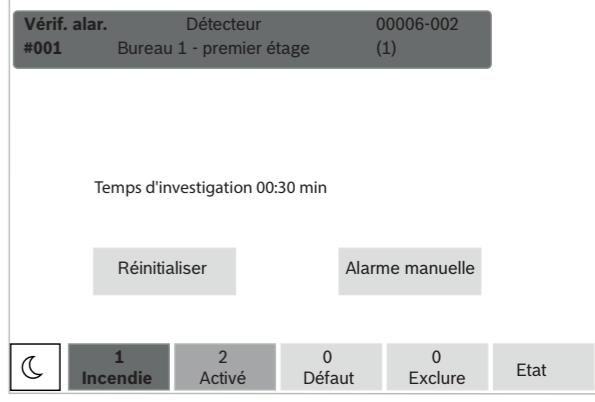 Vérif. alar. Détecteur 00006-002
#001 Bureau 1 - premier étage (1)
Temps d'investigation 00:30 min
Réinitialiser Alarme manuelle
1 2 0 0
Incendie Activé Défaut Exclure Etat